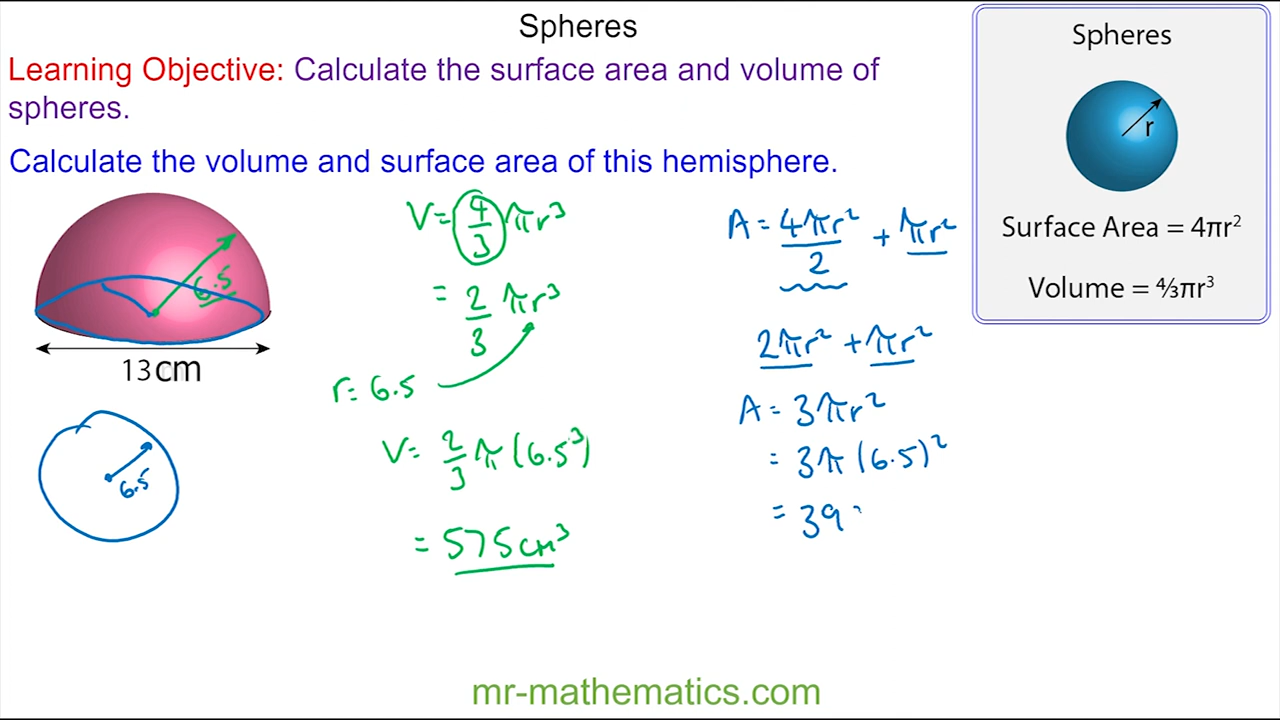 Spheres
Learning Objective: Calculate the surface area and volume of
spheres.
Calculate the volume and surface area of this hemisphere.
6.5
13cm
6.5
V = 4/3 πr³
= 2/3 πr³
r = 6.5
V = 2/3 π(6.5³)
= 575cm³
A = 4πr²/2 + πr²
2πr² + πr²
A = 3πr²
= 3π(6.5)²
= 39
Spheres
r
Surface Area = 4πr²
Volume = ⁴⁄₃πr³
mr-mathematics.com